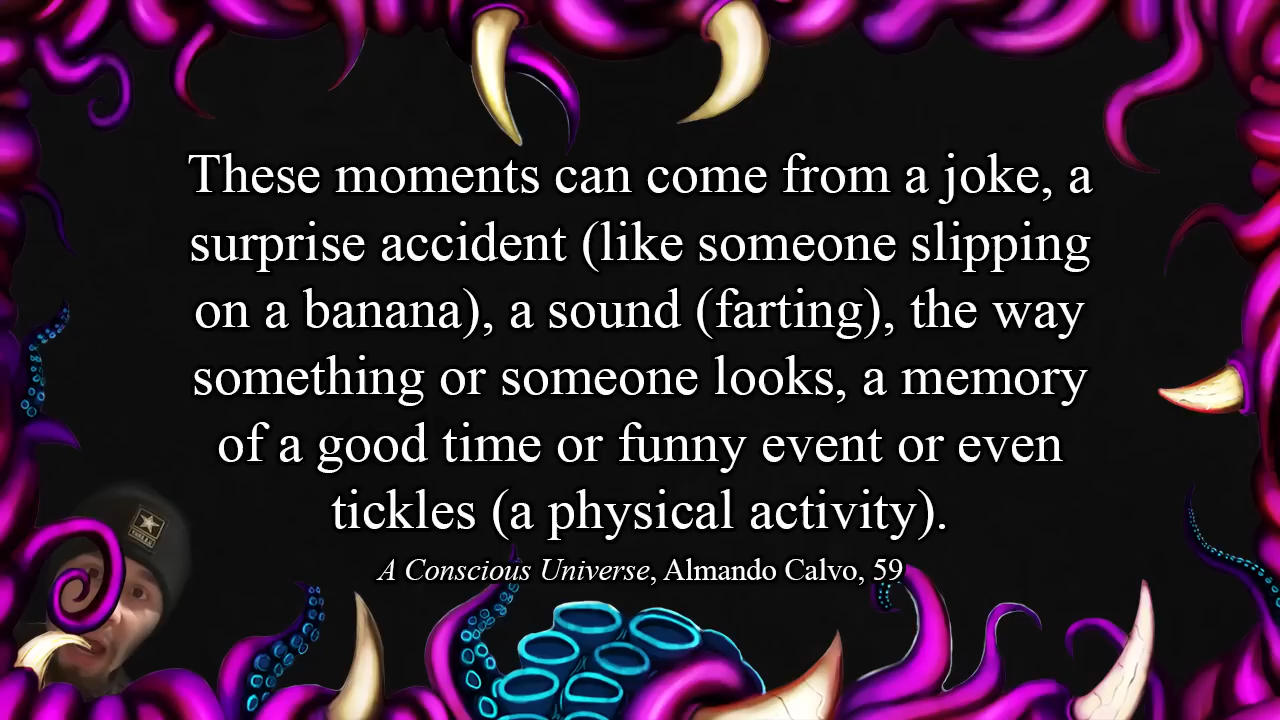 These moments can come from a joke, a
surprise accident (like someone slipping
on a banana), a sound (farting), the way
something or someone looks, a memory
of a good time or funny event or even
tickles (a physical activity).
A Conscious Universe, Almando Calvo, 59